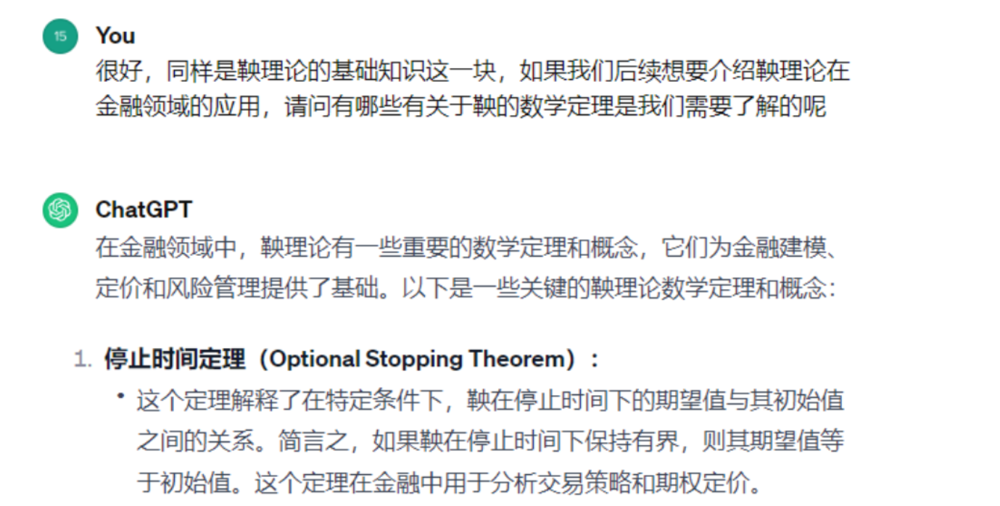 15
You
很好，同样是鞅理论的基础知识这一块，如果我们后续想要介绍鞅理论在
金融领域的应用，请问有哪些有关于鞅的数学定理是我们需要了解的呢
ChatGPT
在金融领域中，鞅理论有一些重要的数学定理和概念，它们为金融建模、
定价和风险管理提供了基础。以下是一些关键的鞅理论数学定理和概念：
1. 停止时间定理（Optional Stopping Theorem）：
• 这个定理解释了在特定条件下，鞅在停止时间下的期望值与其初始值
之间的关系。简言之，如果鞅在停止时间下保持有界，则其期望值等
于初始值。这个定理在金融中用于分析交易策略和期权定价。